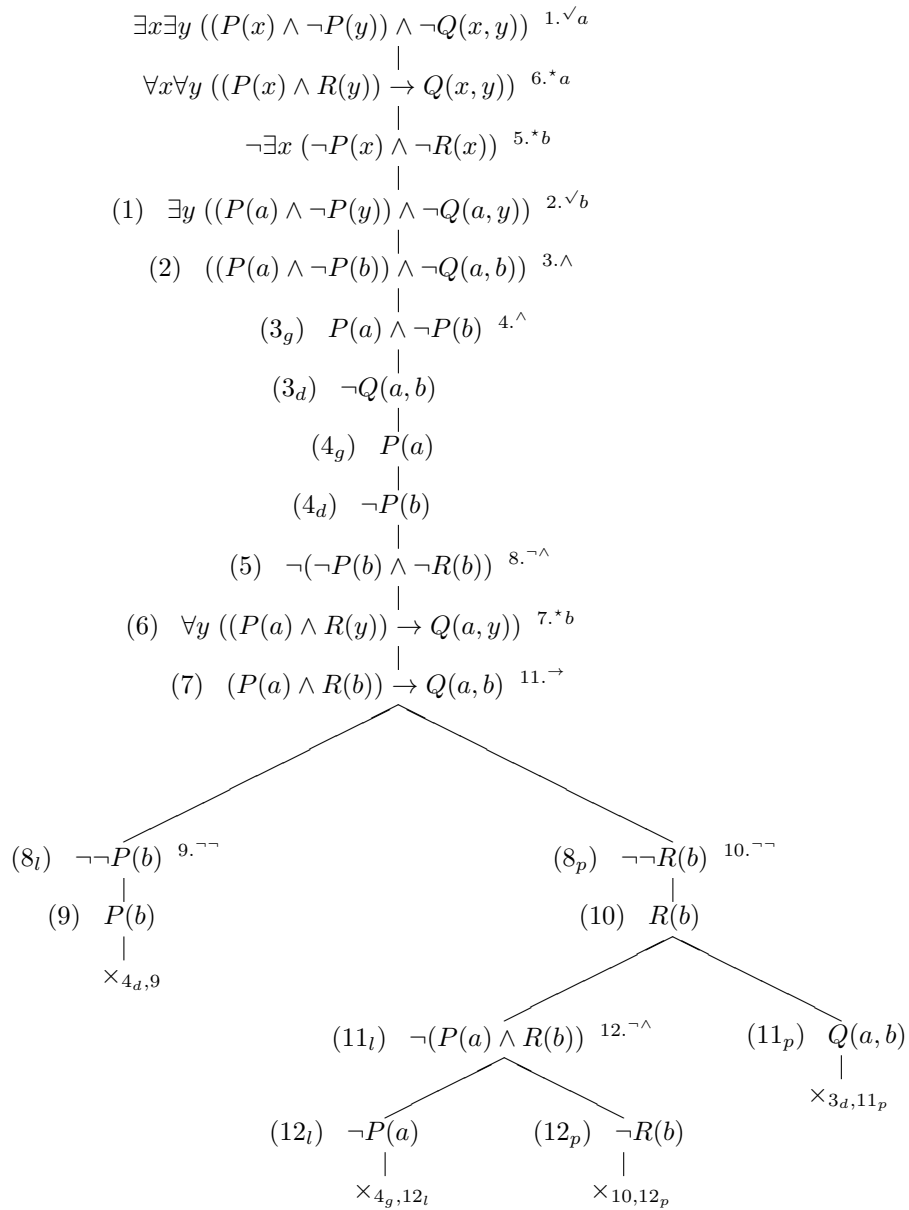 ∃x∃y ((P(x) ∧ ¬P(y)) ∧ ¬Q(x, y)) 1.√a
∀x∀y ((P(x) ∧ R(y)) → Q(x, y)) 6.⋆a
¬∃x (¬P(x) ∧ ¬R(x)) 5.⋆b
(1) ∃y ((P(a) ∧ ¬P(y)) ∧ ¬Q(a, y)) 2.√b
(2) ((P(a) ∧ ¬P(b)) ∧ ¬Q(a, b)) 3.∧
(3g) P(a) ∧ ¬P(b) 4.∧
(3d) ¬Q(a, b)
(4g) P(a)
(4d) ¬P(b)
(5) ¬(¬P(b) ∧ ¬R(b)) 8.¬∧
(6) ∀y ((P(a) ∧ R(y)) → Q(a, y)) 7.⋆b
(7) (P(a) ∧ R(b)) → Q(a, b) 11.→
(8l) ¬¬P(b) 9.¬¬ (8p) ¬¬R(b) 10.¬¬
(9) P(b) (10) R(b)
×4d,9
(11l) ¬(P(a) ∧ R(b)) 12.¬∧ (11p) Q(a, b)
×3d,11p
(12l) ¬P(a) (12p) ¬R(b)
×4g,12l ×10,12p